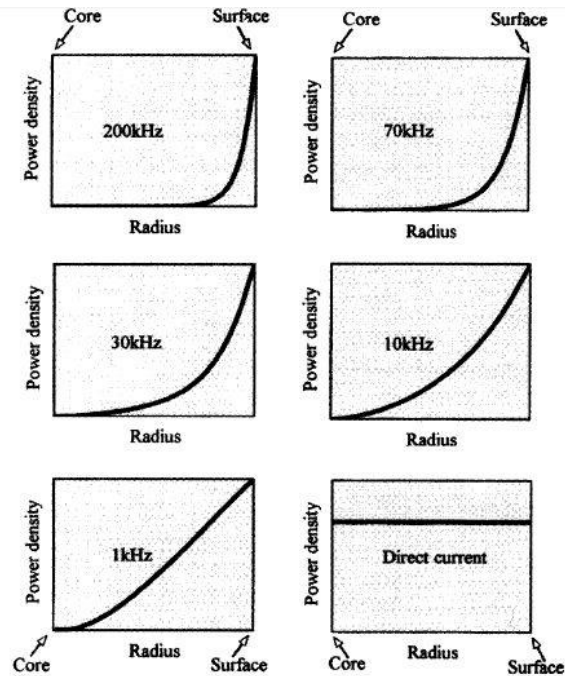 Core Surface Core Surface
Power density
200kHz
Radius
Power density
70kHz
Radius
Power density
30kHz
Radius
Power density
10kHz
Radius
Power density
1kHz
Core Radius Surface
Power density
Direct current
Core Radius Surface